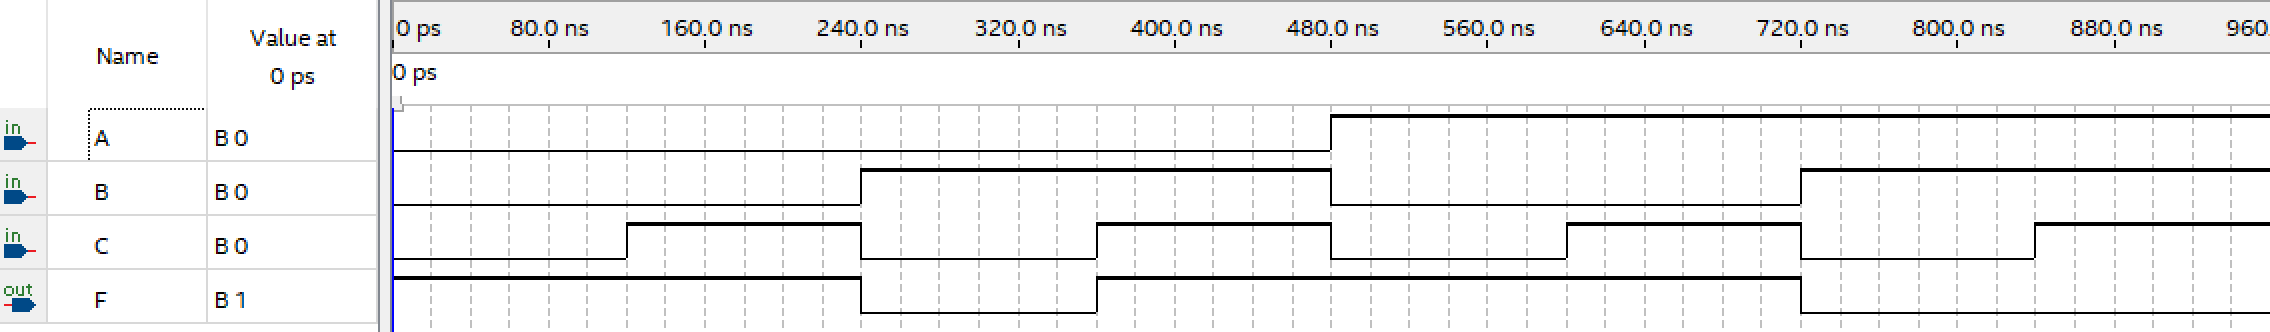 Name
Value at
0 ps
0 ps 80.0 ns 160.0 ns 240.0 ns 320.0 ns 400.0 ns 480.0 ns 560.0 ns 640.0 ns 720.0 ns 800.0 ns 880.0 ns 960.
0 ps
in A B 0
in B B 0
in C B 0
out F B 1